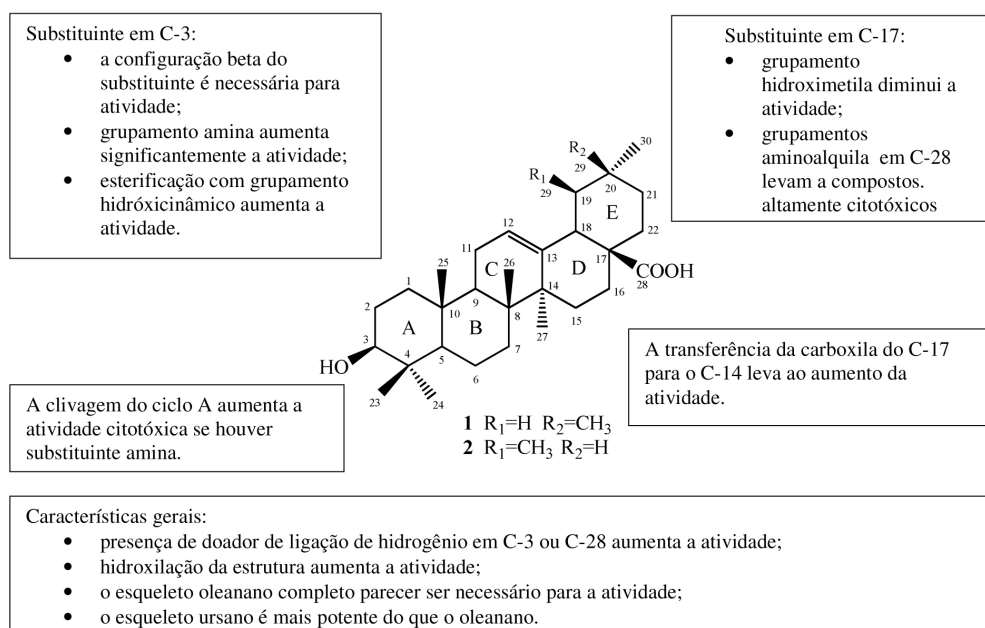 Substituinte em C-3:
• a configuração beta do
substituinte é necessária para
atividade;
• grupamento amina aumenta
significantemente a atividade;
• esterificação com grupamento
hidróxicinâmico aumenta a
atividade.
Substituinte em C-17:
• grupamento
hidroximetila diminui a
atividade;
• grupamentos
aminoalquila em C-28
levam a compostos.
altamente citotóxicos
R2
30
29
R1
29
20
21
19
E
12
18
22
11
13
17
25
C
26
D
COOH
28
1
14
16
2
9
10
8
15
A
B
27
3
4
5
7
HO
6
23
24
A transferência da carboxila do C-17
para o C-14 leva ao aumento da
atividade.
A clivagem do ciclo A aumenta a
atividade citotóxica se houver
substituinte amina.
1 R1=H R2=CH3
2 R1=CH3 R2=H
Características gerais:
• presença de doador de ligação de hidrogênio em C-3 ou C-28 aumenta a atividade;
• hidroxilação da estrutura aumenta a atividade;
• o esqueleto oleanano completo parecer ser necessário para a atividade;
• o esqueleto ursano é mais potente do que o oleanano.